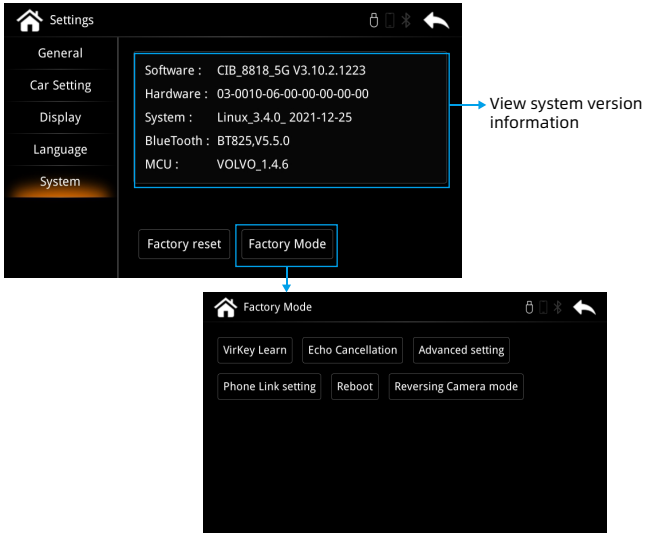 Settings
General
Car Setting
Display
Language
System
Software : CIB_8818_5G V3.10.2.1223
Hardware : 03-0010-06-00-00-00-00-00
System : Linux_3.4.0_ 2021-12-25
BlueTooth : BT825,V5.5.0
MCU : VOLVO_1.4.6
View system version
information
Factory reset
Factory Mode
Factory Mode
VirKey Learn
Echo Cancellation
Advanced setting
Phone Link setting
Reboot
Reversing Camera mode